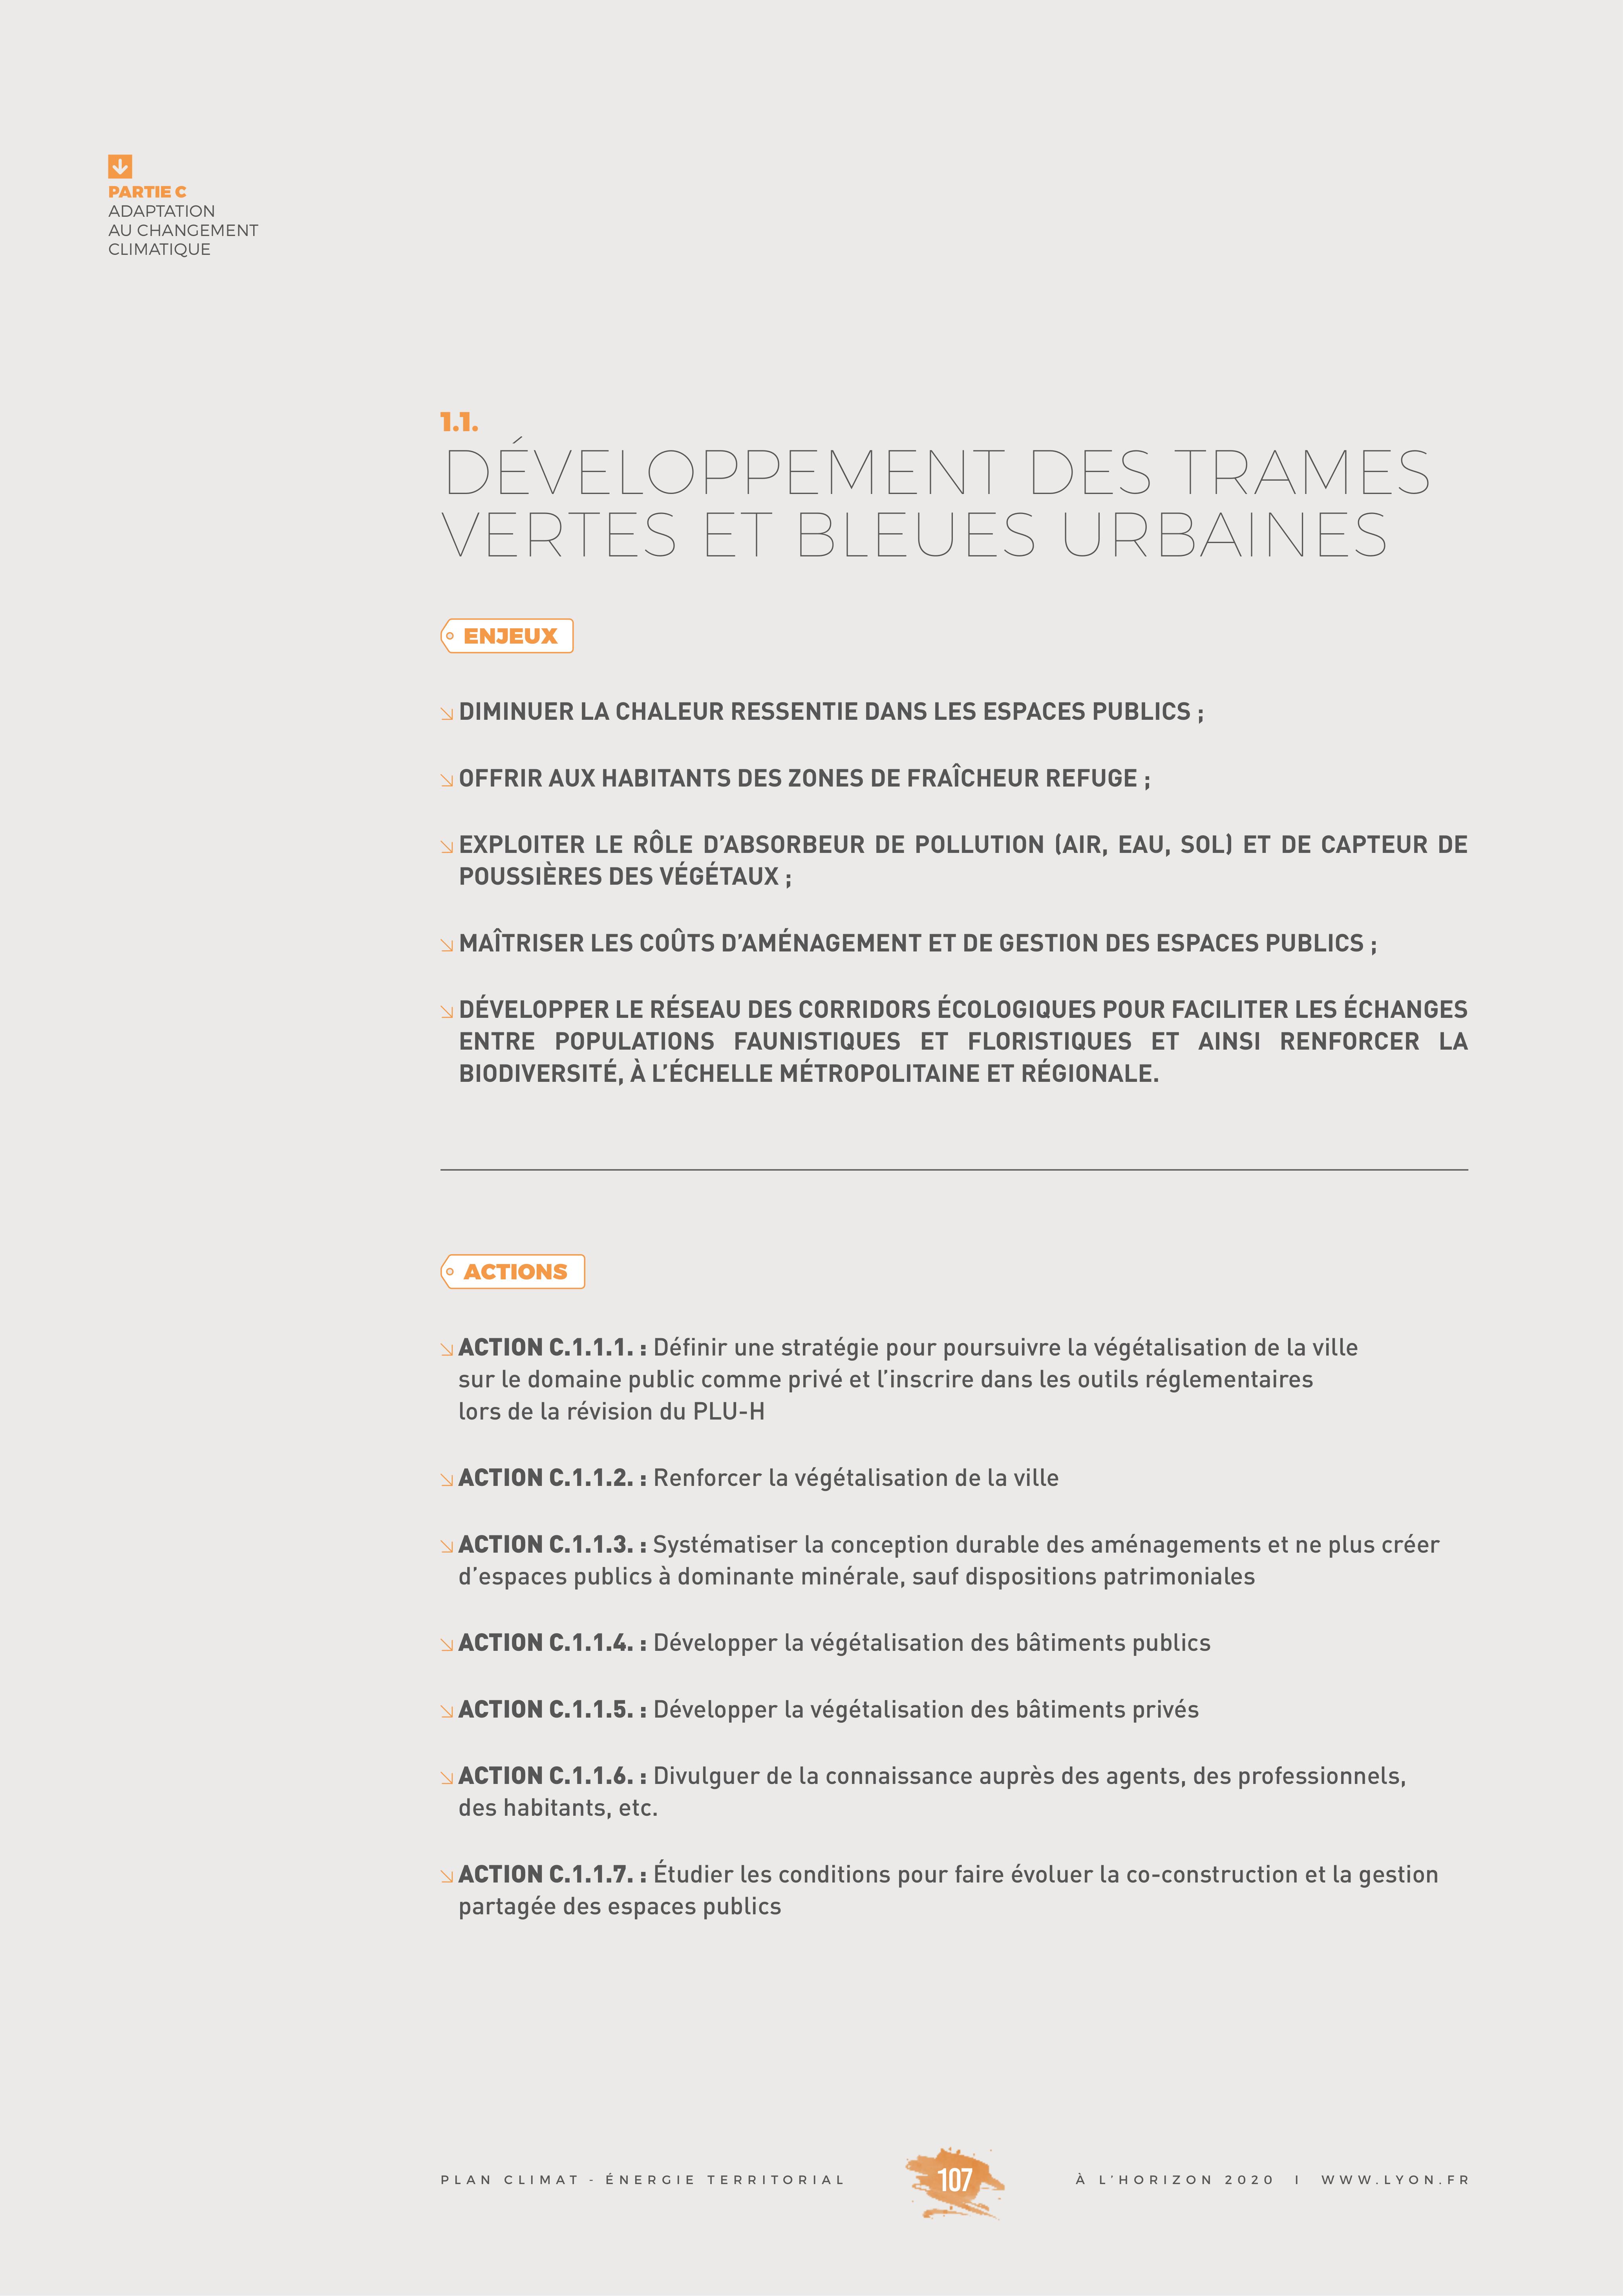 PARTIE C
ADAPTATION
AU CHANGEMENT
CLIMATIQUE
1.1.
DÉVELOPPEMENT DES TRAMES
VERTES ET BLEUES URBAINES
ENJEUX
DIMINUER LA CHALEUR RESSENTIE DANS LES ESPACES PUBLICS ;
OFFRIR AUX HABITANTS DES ZONES DE FRAÎCHEUR REFUGE ;
EXPLOITER LE RÔLE D’ABSORBEUR DE POLLUTION (AIR, EAU, SOL) ET DE CAPTEUR DE
POUSSIÈRES DES VÉGÉTAUX ;
MAÎTRISER LES COÛTS D’AMÉNAGEMENT ET DE GESTION DES ESPACES PUBLICS ;
DÉVELOPPER LE RÉSEAU DES CORRIDORS ÉCOLOGIQUES POUR FACILITER LES ÉCHANGES
ENTRE POPULATIONS FAUNISTIQUES ET FLORISTIQUES ET AINSI RENFORCER LA
BIODIVERSITÉ, À L’ÉCHELLE MÉTROPOLITAINE ET RÉGIONALE.
ACTIONS
ACTION C.1.1.1. : Définir une stratégie pour poursuivre la végétalisation de la ville
sur le domaine public comme privé et l’inscrire dans les outils réglementaires
lors de la révision du PLU-H
ACTION C.1.1.2. : Renforcer la végétalisation de la ville
ACTION C.1.1.3. : Systématiser la conception durable des aménagements et ne plus créer
d’espaces publics à dominante minérale, sauf dispositions patrimoniales
ACTION C.1.1.4. : Développer la végétalisation des bâtiments publics
ACTION C.1.1.5. : Développer la végétalisation des bâtiments privés
ACTION C.1.1.6. : Divulguer de la connaissance auprès des agents, des professionnels,
des habitants, etc.
ACTION C.1.1.7. : Étudier les conditions pour faire évoluer la co-construction et la gestion
partagée des espaces publics
PLAN CLIMAT - ÉNERGIE TERRITORIAL 107 À L’HORIZON 2020 I WWW.LYON.FR